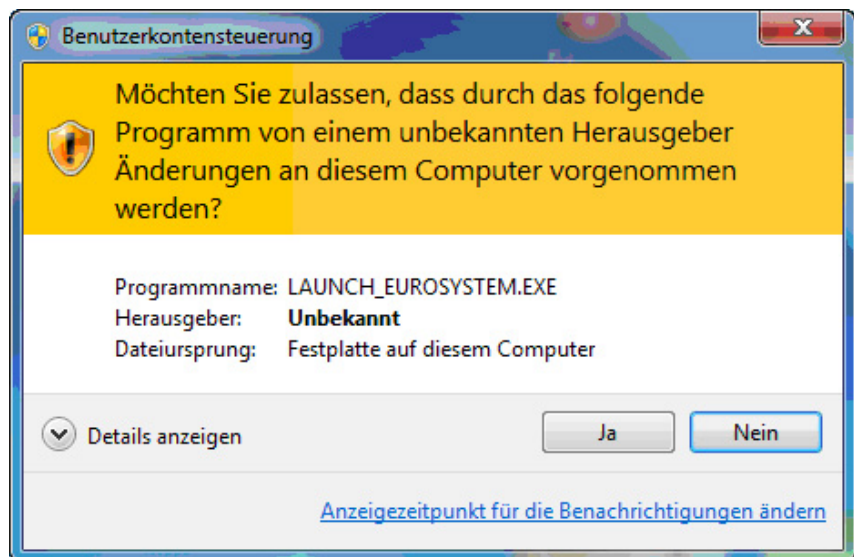 Benutzerkontensteuerung
Möchten Sie zulassen, dass durch das folgende
Programm von einem unbekannten Herausgeber
Änderungen an diesem Computer vorgenommen
werden?
Programmname: LAUNCH_EUROSYSTEM.EXE
Herausgeber: Unbekannt
Dateiursprung: Festplatte auf diesem Computer
Details anzeigen Ja Nein
Anzeigezeitpunkt für die Benachrichtigungen ändern